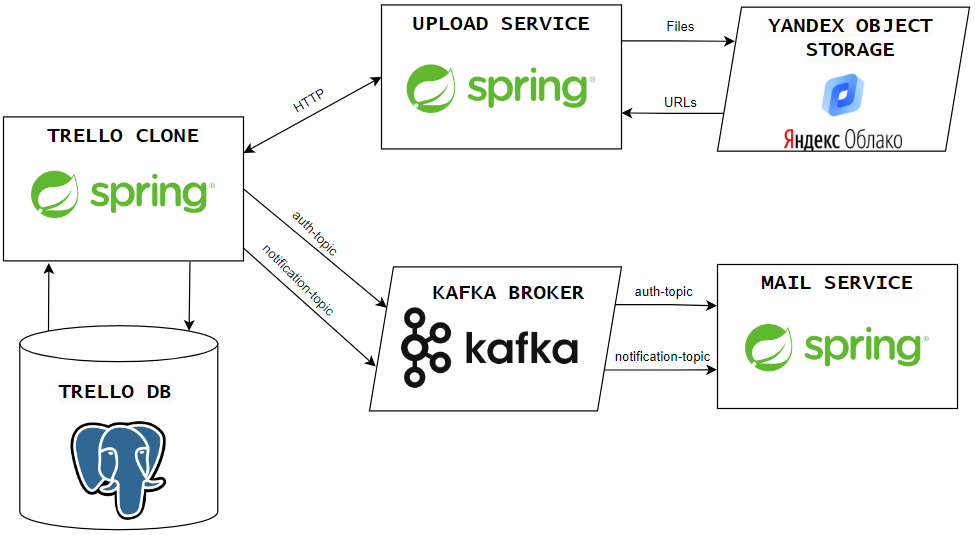 UPLOAD SERVICE
spring®
Files
URLs
YANDEX OBJECT
STORAGE
Яндекс Облако
HTTP
TRELLO CLONE
spring®
auth-topic
notification-topic
KAFKA BROKER
kafka
auth-topic
notification-topic
MAIL SERVICE
spring®
TRELLO DB